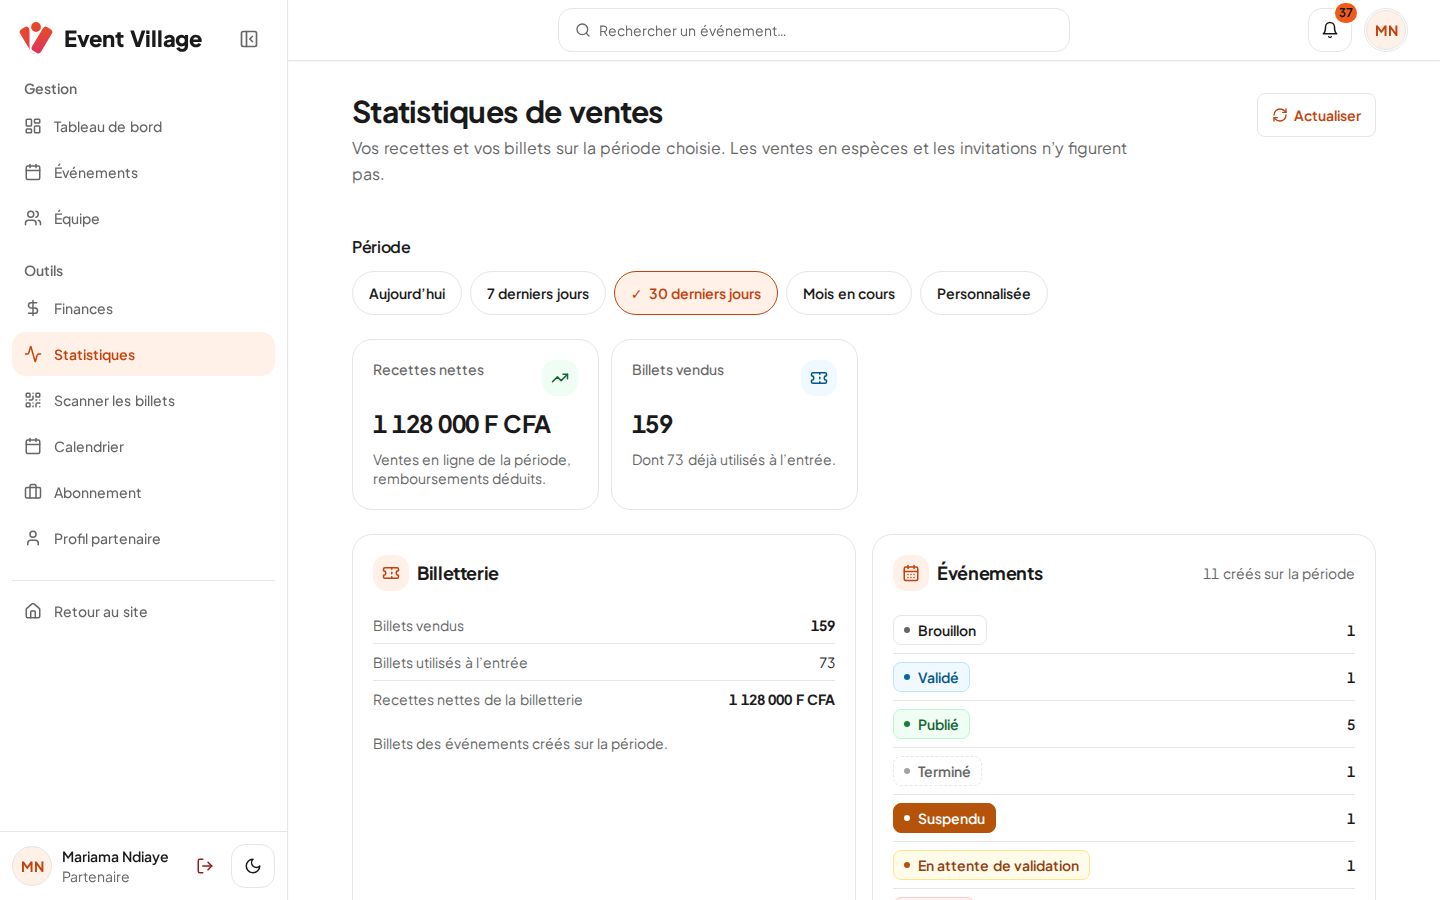 Event Village
Rechercher un événement…
37
MN
Gestion
Tableau de bord
Événements
Équipe
Outils
Finances
Statistiques
Scanner les billets
Calendrier
Abonnement
Profil partenaire
Retour au site
MN
Mariama Ndiaye
Partenaire
Statistiques de ventes
Actualiser
Vos recettes et vos billets sur la période choisie. Les ventes en espèces et les invitations n’y figurent
pas.
Période
Aujourd’hui
7 derniers jours
✓ 30 derniers jours
Mois en cours
Personnalisée
Recettes nettes
1 128 000 F CFA
Ventes en ligne de la période,
remboursements déduits.
Billets vendus
159
Dont 73 déjà utilisés à l’entrée.
Billetterie
Billets vendus 159
Billets utilisés à l’entrée 73
Recettes nettes de la billetterie 1 128 000 F CFA
Billets des événements créés sur la période.
Événements 11 créés sur la période
Brouillon 1
Validé 1
Publié 5
Terminé 1
Suspendu 1
En attente de validation 1